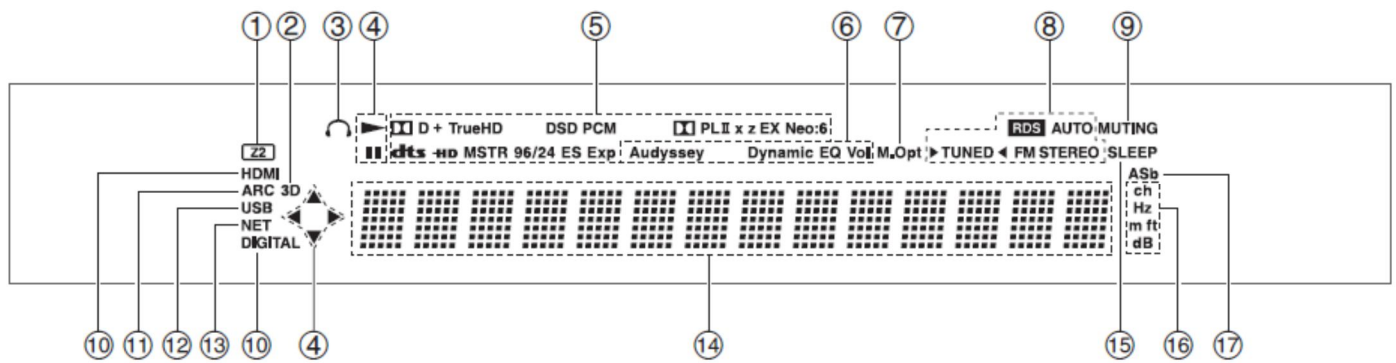 ① ② ③ ④ ⑤ ⑥ ⑦ ⑧ ⑨
D + TrueHD DSD PCM PLII x z EX Neo:6 RDS AUTO MUTING
Z2 dts -HD MSTR 96/24 ES Exp Audyssey Dynamic EQ Vol M.Opt TUNED FM STEREO SLEEP
HDMI ASb
ARC 3D ch
USB Hz
NET m ft
DIGITAL dB
⑩ ⑪ ⑫ ⑬ ⑩ ④ ⑭ ⑮ ⑯ ⑰